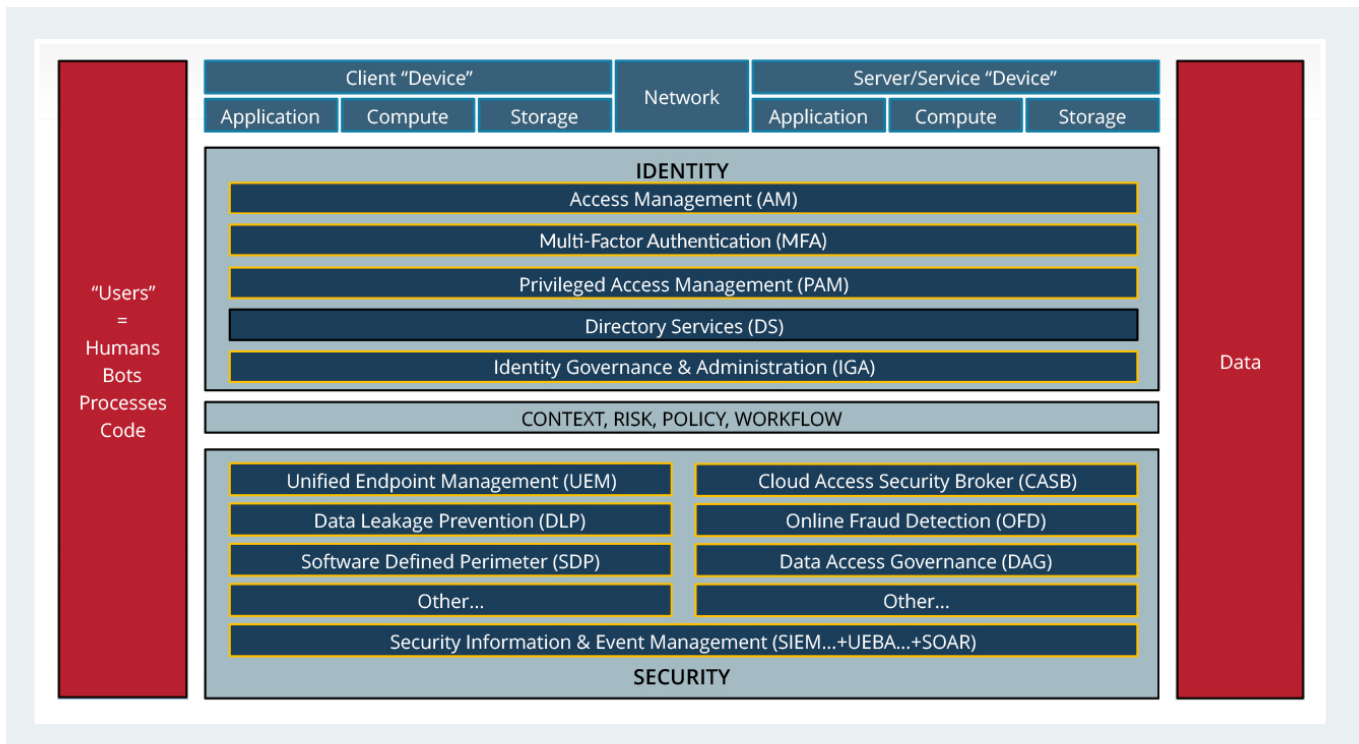 Client “Device”
Network
Server/Service “Device”
Application
Compute
Storage
Application
Compute
Storage
“Users”
=
Humans
Bots
Processes
Code
IDENTITY
Access Management (AM)
Multi-Factor Authentication (MFA)
Privileged Access Management (PAM)
Directory Services (DS)
Identity Governance & Administration (IGA)
CONTEXT, RISK, POLICY, WORKFLOW
Unified Endpoint Management (UEM)
Cloud Access Security Broker (CASB)
Data Leakage Prevention (DLP)
Online Fraud Detection (OFD)
Software Defined Perimeter (SDP)
Data Access Governance (DAG)
Other...
Other...
Security Information & Event Management (SIEM...+UEBA...+SOAR)
SECURITY
Data